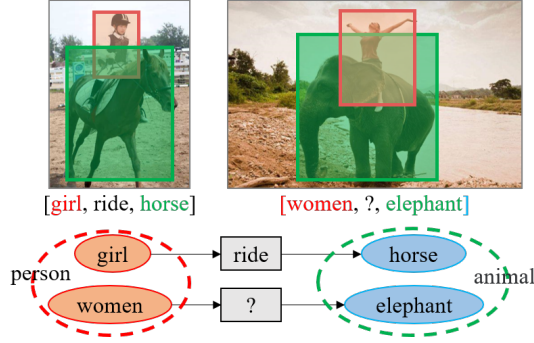 [girl, ride, horse]
[women, ?, elephant]
girl
ride
horse
person
animal
women
?
elephant